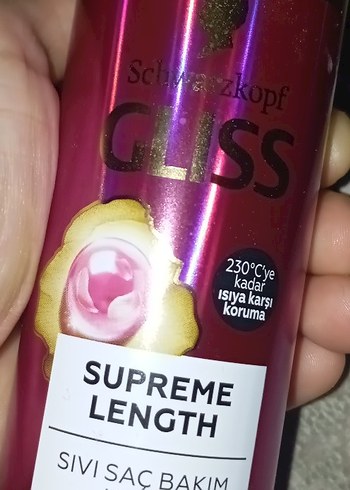 Schwarzkopf
GLISS
230°C'ye
kadar
ısıya karşı
koruma
SUPREME
LENGTH
SIVI SAÇ BAKIM